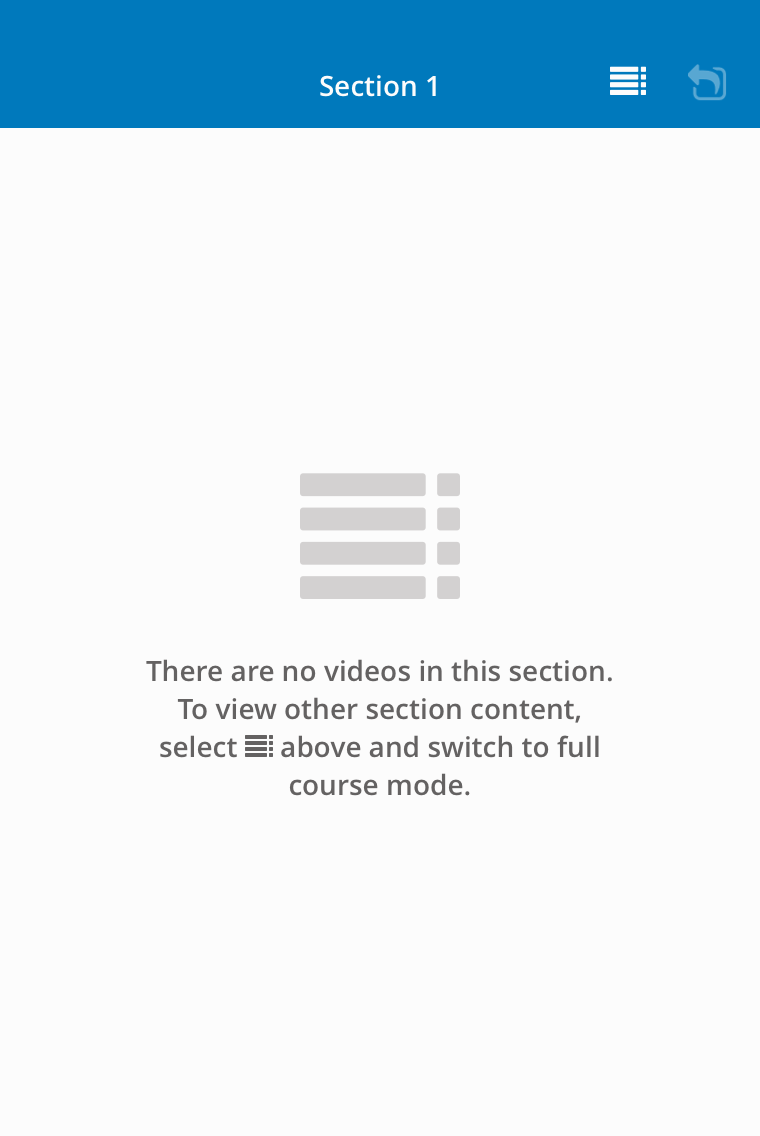 Section 1
There are no videos in this section.
To view other section content,
select above and switch to full
course mode.